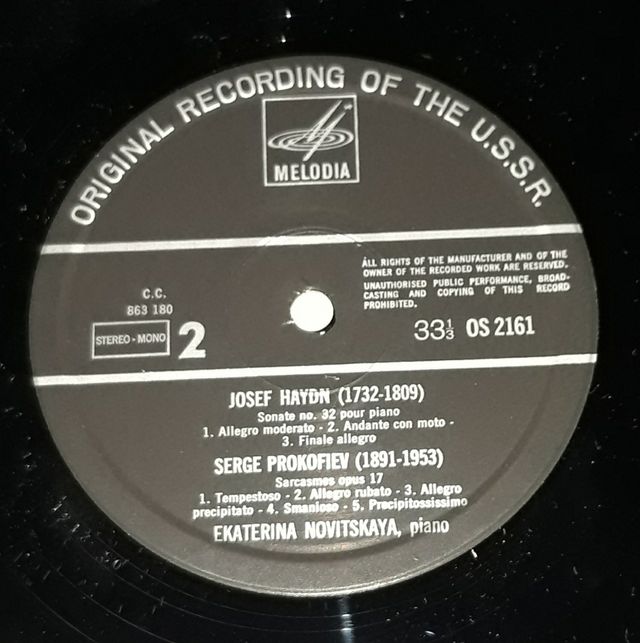 ORIGINAL RECORDING OF THE U.S.S.R.
MELODIA
ALL RIGHTS OF THE MANUFACTURER AND OF THE
OWNER OF THE RECORDED WORK ARE RESERVED.
UNAUTHORISED PUBLIC PERFORMANCE, BROAD-
CASTING AND COPYING OF THIS RECORD
PROHIBITED.
C.C.
863 180
STEREO-MONO 2
33⅓ OS 2161
JOSEF HAYDN (1732-1809)
Sonate no. 32 pour piano
1. Allegro moderato - 2. Andante con moto -
3. Finale allegro
SERGE PROKOFIEV (1891-1953)
Sarcasmes opus 17
1. Tempestoso - 2. Allegro rubato - 3. Allegro
precipitato - 4. Smanioso - 5. Precipitossissimo
EKATERINA NOVITSKAYA, piano